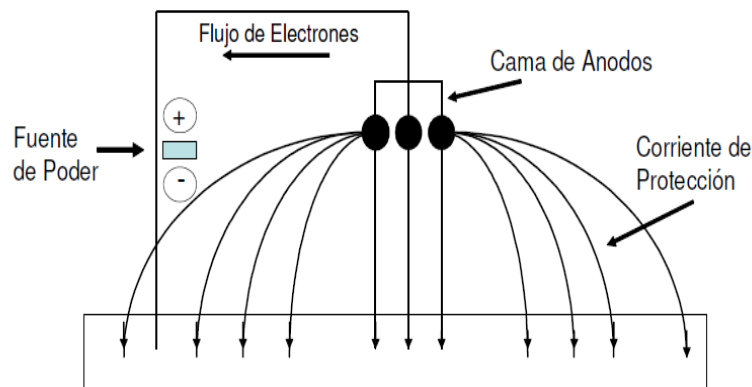 Flujo de Electrones
Cama de Anodos
+
Fuente
de Poder
-
Corriente de
Protección